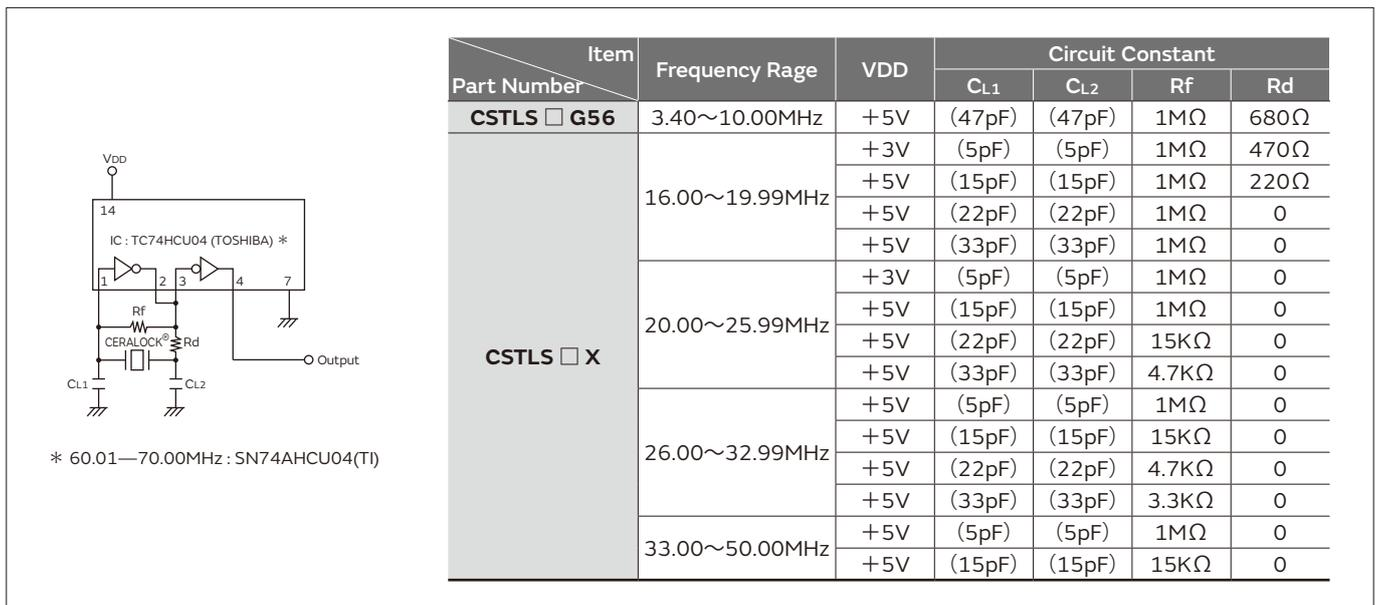 VDD
14
IC : TC74HCU04 (TOSHIBA) *
1 2 3 4 7
Rf
CERALOCK® Rd
Output
CL1 CL2
* 60.01—70.00MHz : SN74AHCU04(TI)
Item
Part Number Frequency Rage VDD Circuit Constant
CL1 CL2 Rf Rd
CSTLS □ G56 3.40~10.00MHz +5V (47pF) (47pF) 1MΩ 680Ω
CSTLS □ X
16.00~19.99MHz
+3V (5pF) (5pF) 1MΩ 470Ω
+5V (15pF) (15pF) 1MΩ 220Ω
+5V (22pF) (22pF) 1MΩ 0
+5V (33pF) (33pF) 1MΩ 0
20.00~25.99MHz
+3V (5pF) (5pF) 1MΩ 0
+5V (15pF) (15pF) 1MΩ 0
+5V (22pF) (22pF) 15KΩ 0
+5V (33pF) (33pF) 4.7KΩ 0
26.00~32.99MHz
+5V (5pF) (5pF) 1MΩ 0
+5V (15pF) (15pF) 15KΩ 0
+5V (22pF) (22pF) 4.7KΩ 0
+5V (33pF) (33pF) 3.3KΩ 0
33.00~50.00MHz
+5V (5pF) (5pF) 1MΩ 0
+5V (15pF) (15pF) 15KΩ 0